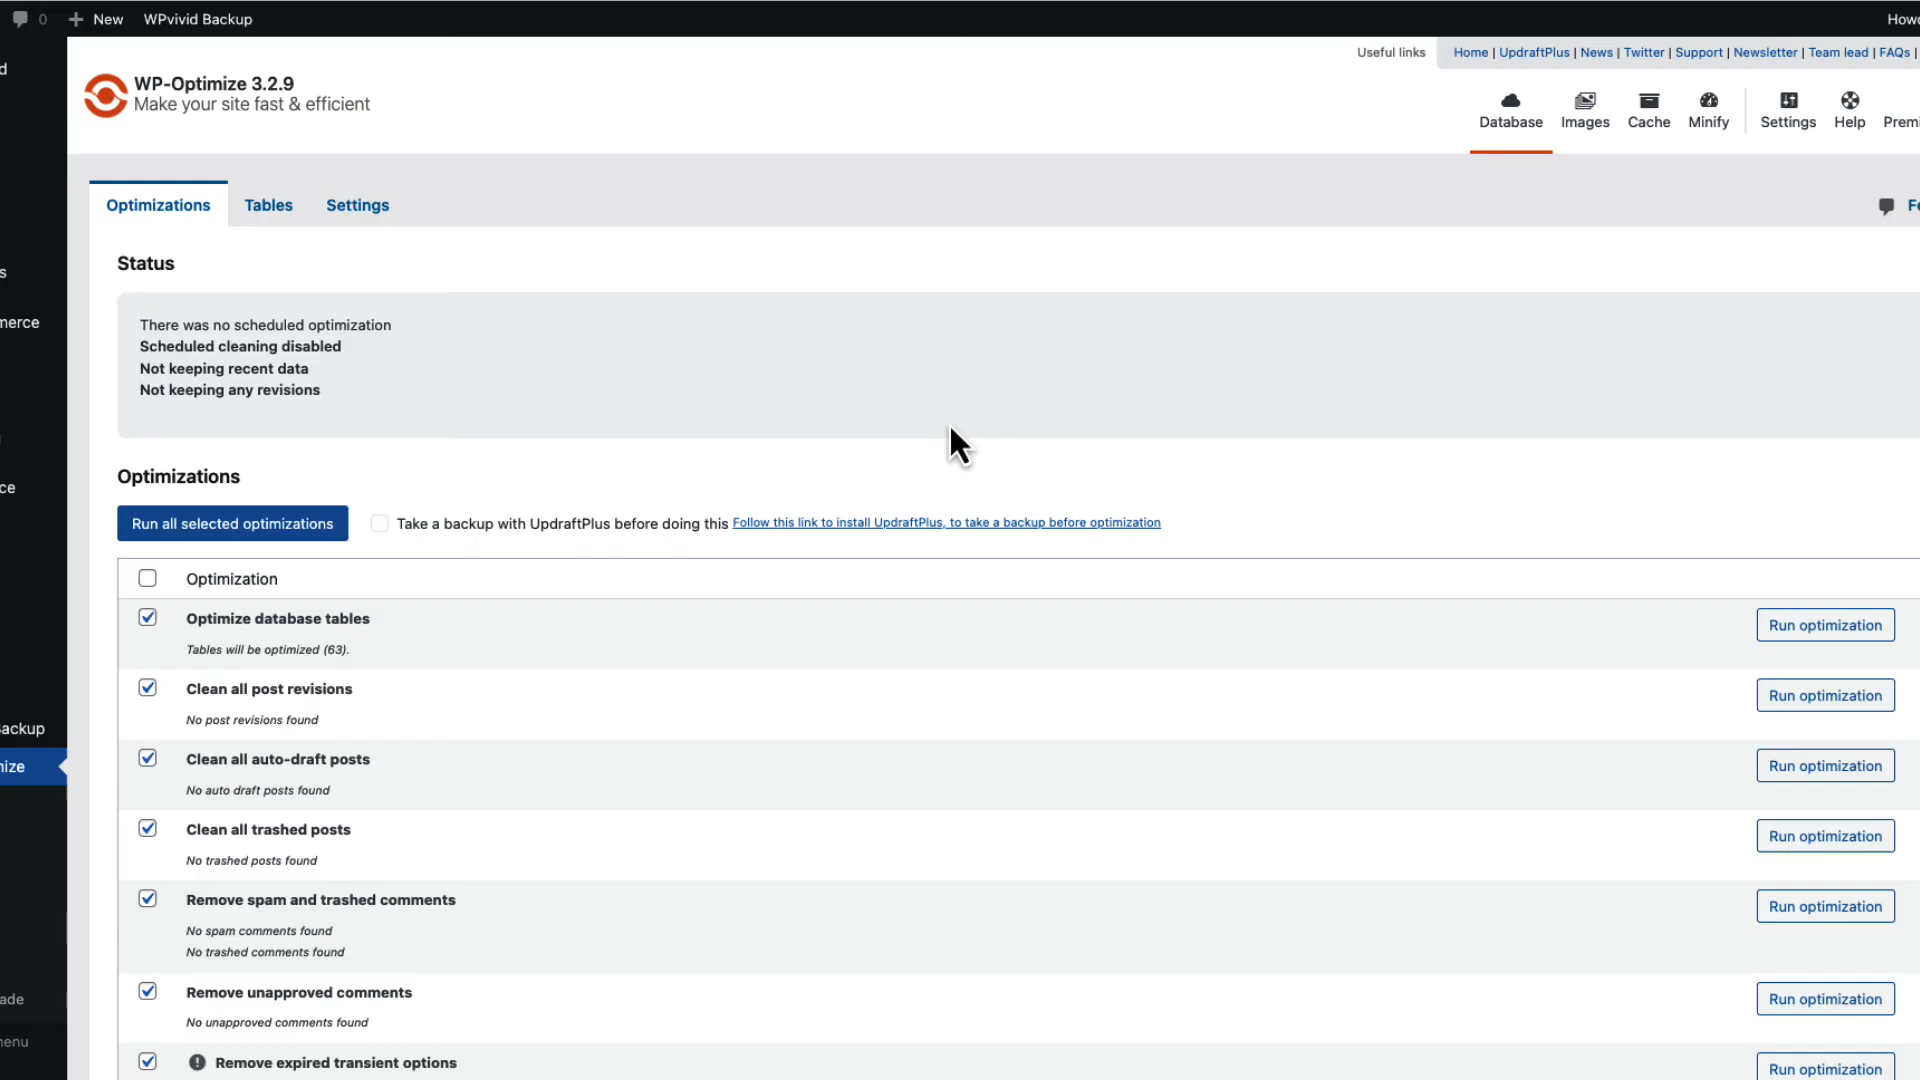 0 New WPvivid Backup
Useful links Home | UpdraftPlus | News | Twitter | Support | Newsletter | Team lead | FAQs |
WP-Optimize 3.2.9
Make your site fast & efficient
Database Images Cache Minify Settings Help
Optimizations Tables Settings
Status
There was no scheduled optimization
Scheduled cleaning disabled
Not keeping recent data
Not keeping any revisions
Optimizations
Run all selected optimizations Take a backup with UpdraftPlus before doing this Follow this link to install UpdraftPlus, to take a backup before optimization
Optimization
Optimize database tables
Run optimization
Tables will be optimized (63).
Clean all post revisions
Run optimization
No post revisions found
Clean all auto-draft posts
Run optimization
No auto draft posts found
Clean all trashed posts
Run optimization
No trashed posts found
Remove spam and trashed comments
Run optimization
No spam comments found
No trashed comments found
Remove unapproved comments
Run optimization
No unapproved comments found
Remove expired transient options
Run optimization